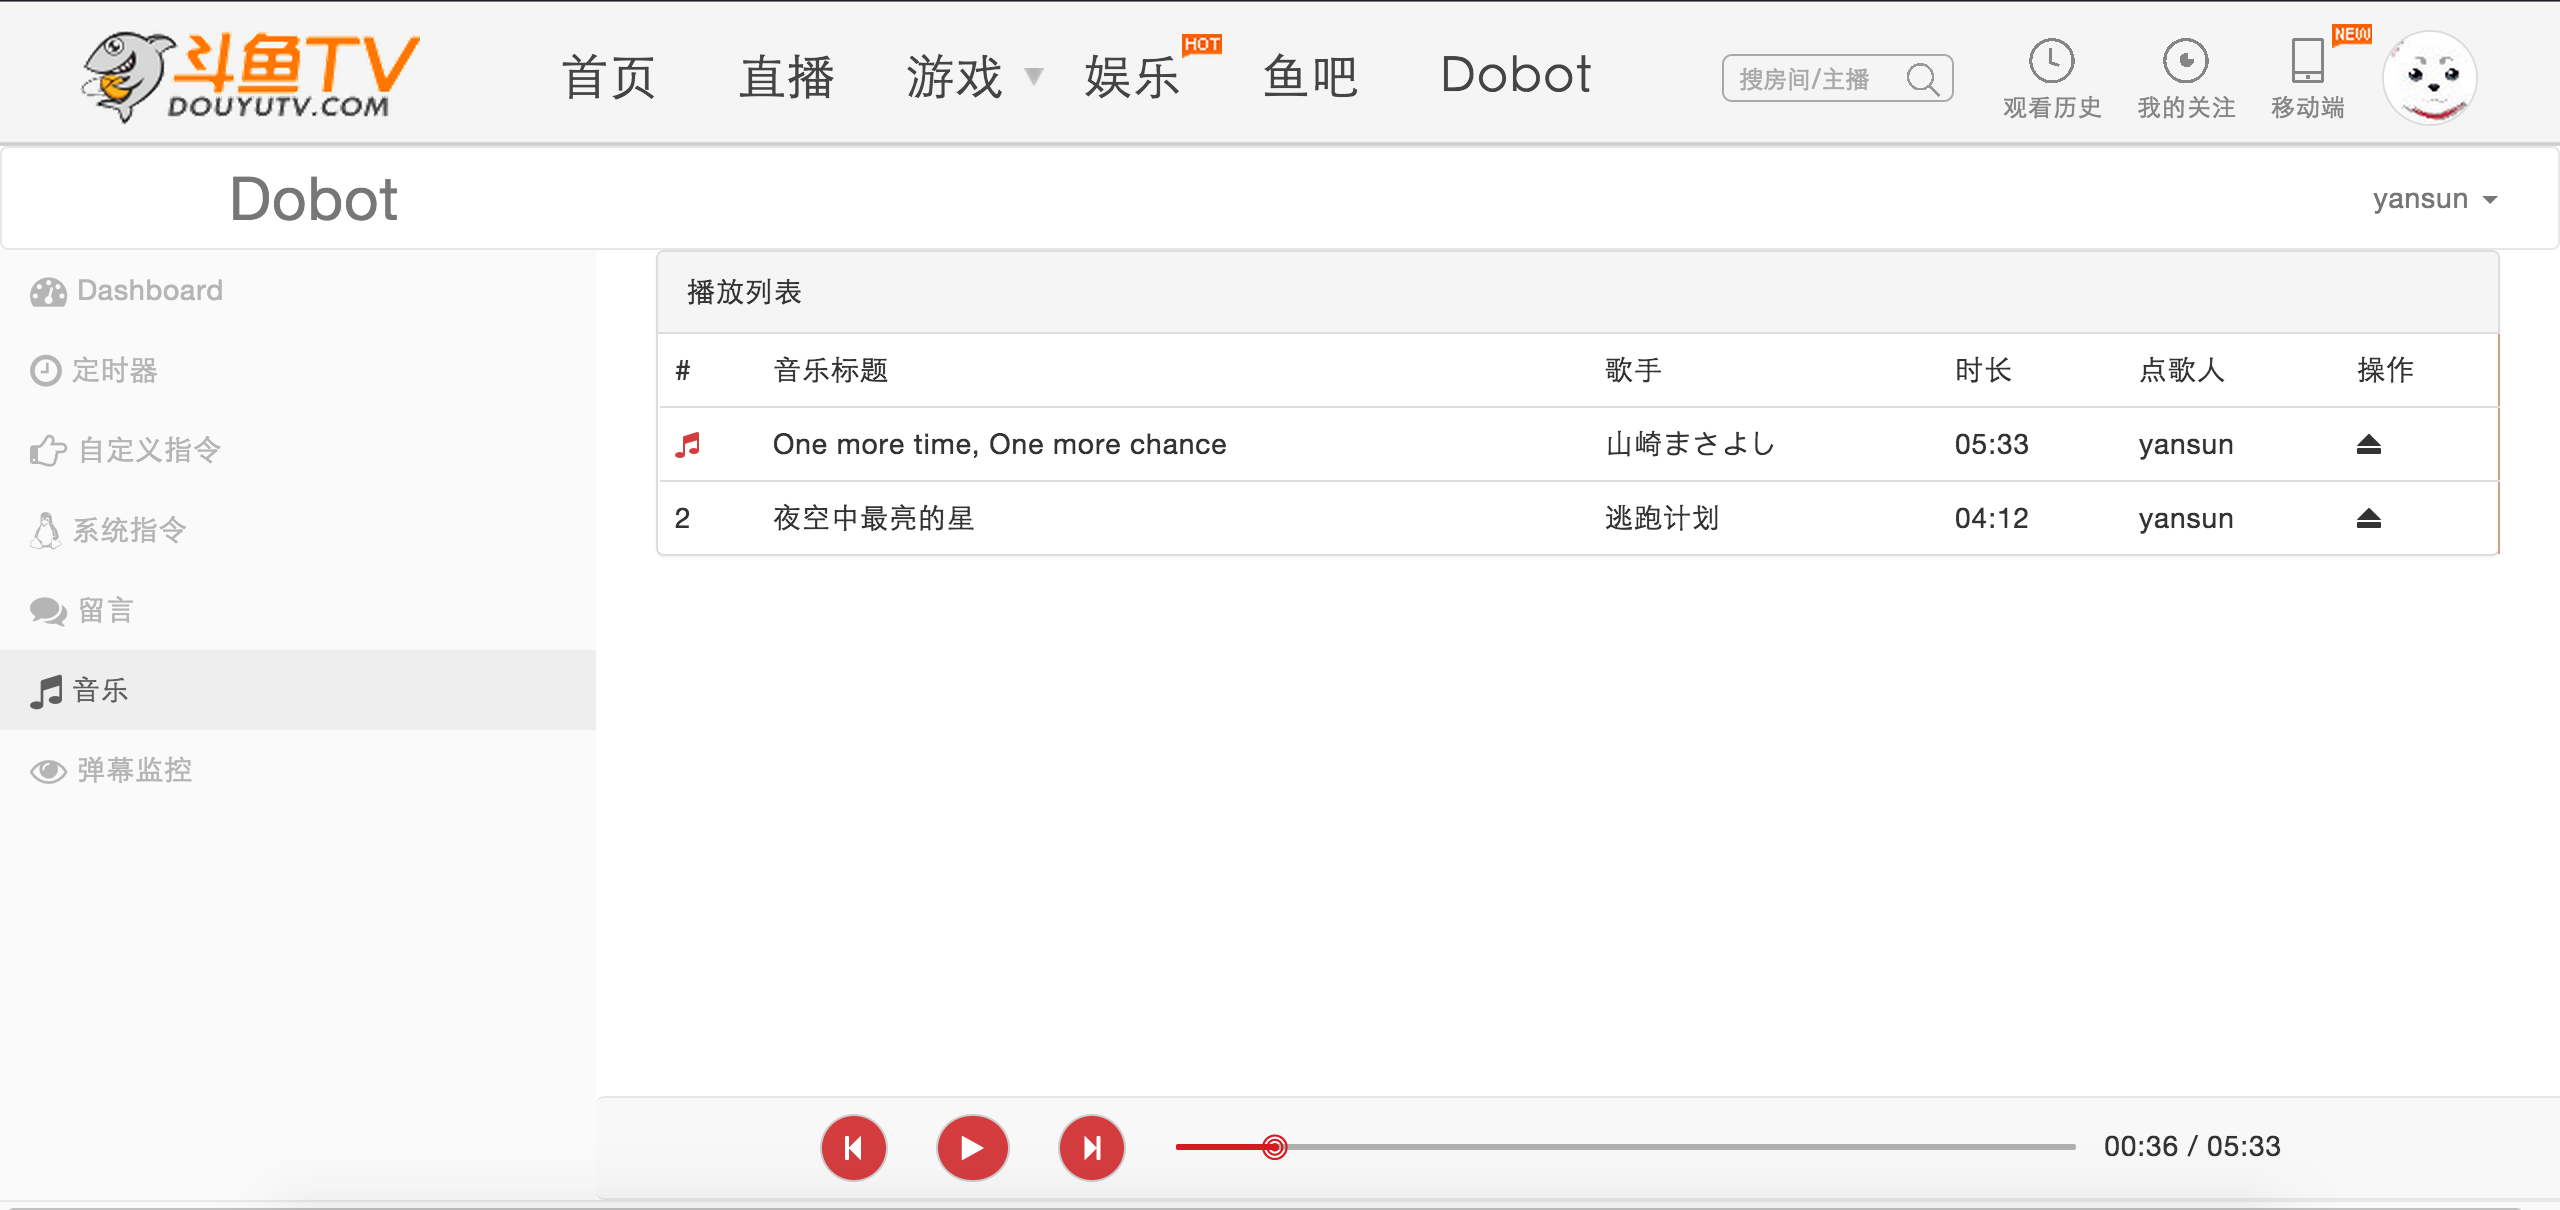 斗鱼TV
DOUYUTV.COM
首页 直播 游戏 娱乐 HOT 鱼吧 Dobot
搜房间/主播
观看历史 我的关注 移动端 NEW
Dobot
yansun
Dashboard
定时器
自定义指令
系统指令
留言
音乐
弹幕监控
播放列表
# 音乐标题 歌手 时长 点歌人 操作
One more time, One more chance 山崎まさよし 05:33 yansun
2 夜空中最亮的星 逃跑计划 04:12 yansun
00:36 / 05:33